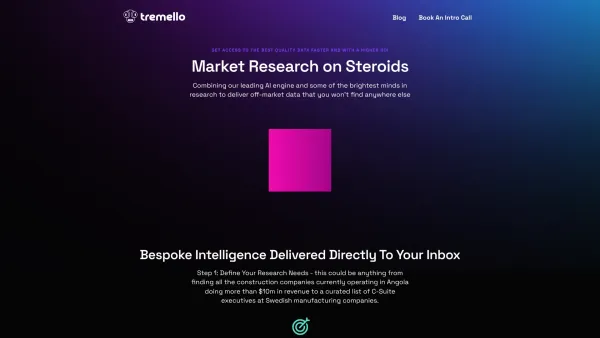 tremello
Blog
Book An Intro Call
GET ACCESS TO THE BEST QUALITY DATA FASTER AND WITH A HIGHER ROI
Market Research on Steroids
Combining our leading AI engine and some of the brightest minds in
research to deliver off-market data that you won't find anywhere else
Bespoke Intelligence Delivered Directly To Your Inbox
Step 1: Define Your Research Needs - this could be anything from
finding all the construction companies currently operating in Angola
doing more than $10m in revenue to a curated list of C-Suite
executives at Swedish manufacturing companies.